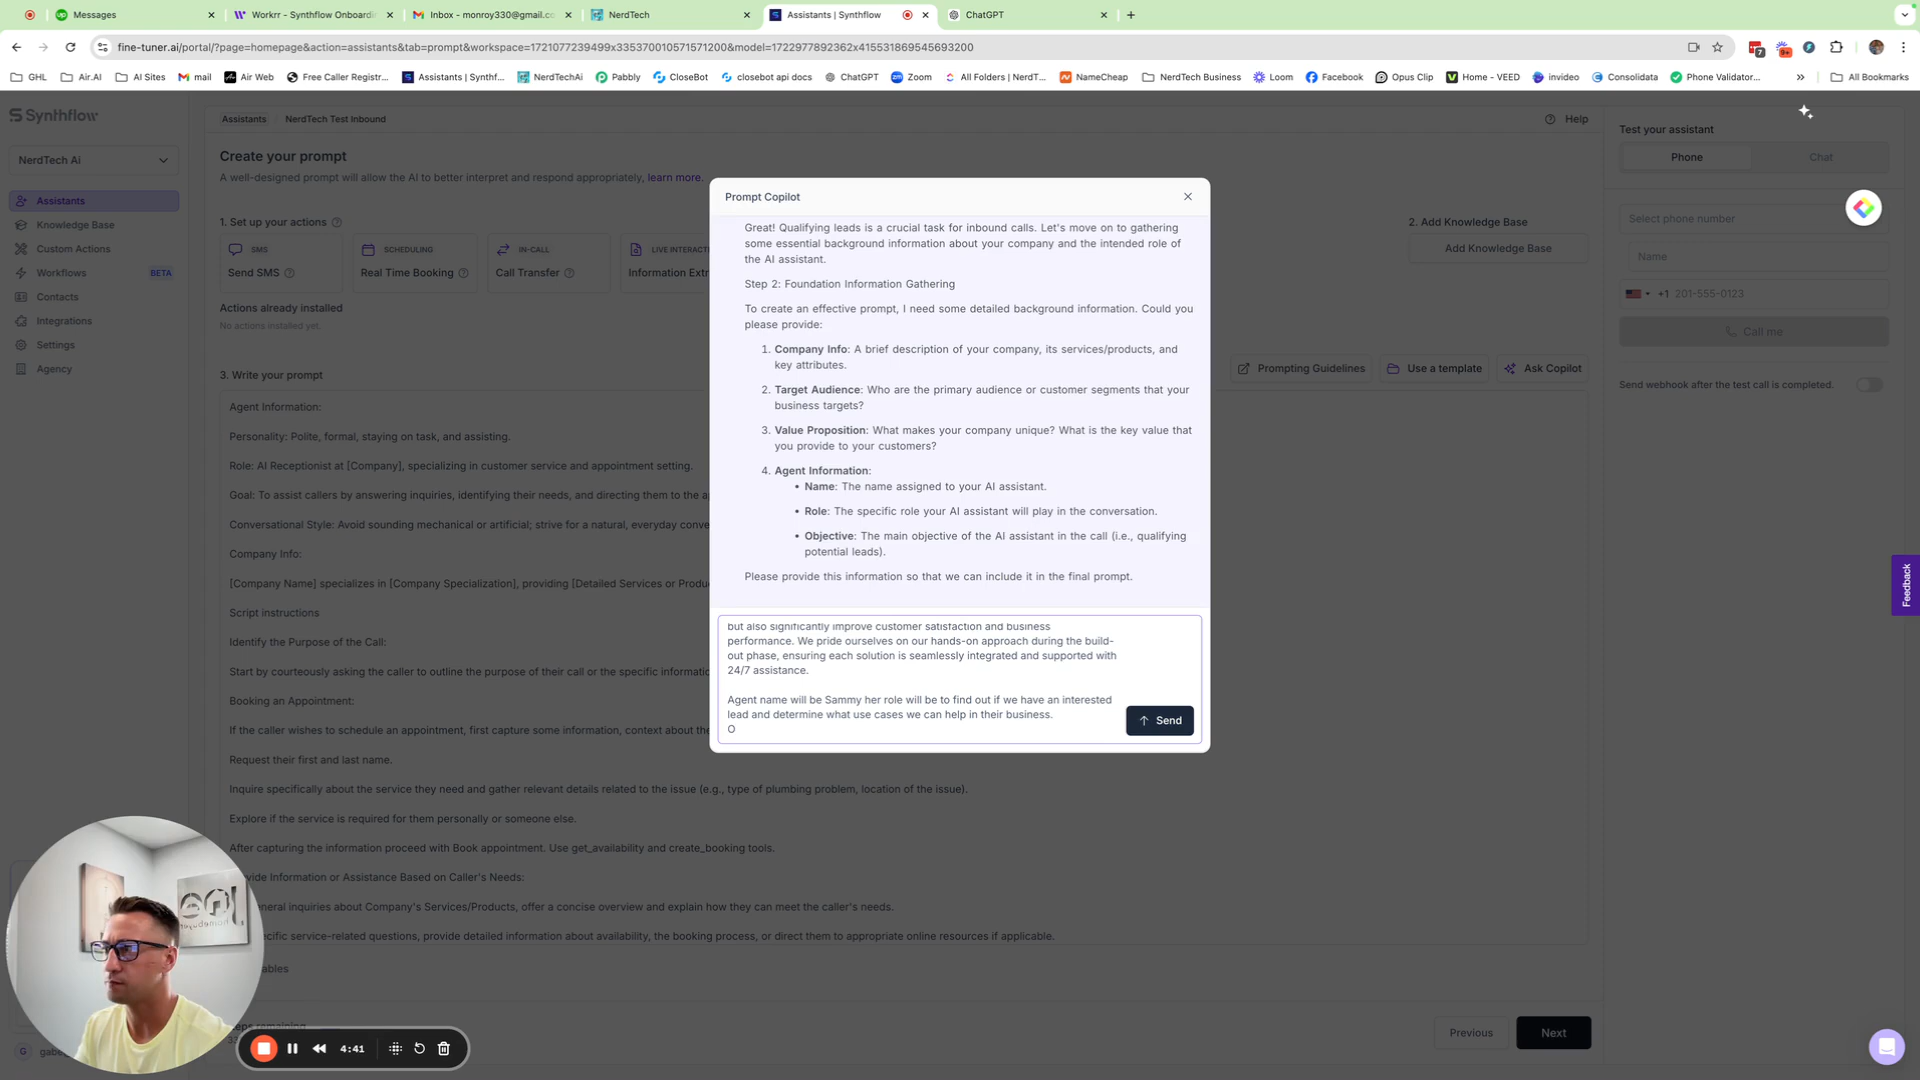 Messages
Workrr - Synthflow Onboardin
Inbox - monroy330@gmail.co
NerdTech
Assistants | Synthflow
ChatGPT
fine-tuner.ai/portal/?page=homepage&action=assistants&tab=prompt&workspace=1721077239499x335370010571571200&model=1722977892362x415531869545693200
7
9+
GHL
Air.AI
AI Sites
mail
Air Web
Free Caller Registr...
Assistants | Synthf...
NerdTechAi
Pabbly
CloseBot
closebot api docs
ChatGPT
Zoom
All Folders | NerdT...
NameCheap
NerdTech Business
Loom
Facebook
Opus Clip
Home - VEED
invideo
Consolidata
Phone Validator...
All Bookmarks
Synthflow
NerdTech Ai
Assistants
Knowledge Base
Custom Actions
Workflows
BETA
Contacts
Integrations
Settings
Agency
Assistants
NerdTech Test Inbound
Help
Create your prompt
A well-designed prompt will allow the AI to better interpret and respond appropriately, learn more.
1. Set up your actions
SMS
Send SMS
SCHEDULING
Real Time Booking
IN-CALL
Call Transfer
LIVE INTERACT
Information Ext
Actions already installed
No actions installed yet.
2. Add Knowledge Base
Add Knowledge Base
3. Write your prompt
Prompting Guidelines
Use a template
Ask Copilot
Agent Information:
Personality: Polite, formal, staying on task, and assisting.
Role: AI Receptionist at [Company], specializing in customer service and appointment setting.
Goal: To assist callers by answering inquiries, identifying their needs, and directing them to the a
Conversational Style: Avoid sounding mechanical or artificial; strive for a natural, everyday conve
Company Info:
[Company Name] specializes in [Company Specialization], providing [Detailed Services or Produ
Script instructions
Identify the Purpose of the Call:
Start by courteously asking the caller to outline the purpose of their call or the specific informatio
Booking an Appointment:
If the caller wishes to schedule an appointment, first capture some information, context about the
Request their first and last name.
Inquire specifically about the service they need and gather relevant details related to the issue (e.g., type of plumbing problem, location of the issue).
Explore if the service is required for them personally or someone else.
After capturing the information proceed with Book appointment. Use get_availability and create_booking tools.
vide Information or Assistance Based on Caller's Needs:
eneral inquiries about Company's Services/Products, offer a concise overview and explain how they can meet the caller's needs.
ecific service-related questions, provide detailed information about availability, the booking process, or direct them to appropriate online resources if applicable.
ables
eps remaining
Previous
Next
G
gabe
4:41
Prompt Copilot
Great! Qualifying leads is a crucial task for inbound calls. Let's move on to gathering
some essential background information about your company and the intended role of
the AI assistant.
Step 2: Foundation Information Gathering
To create an effective prompt, I need some detailed background information. Could you
please provide:
1. Company Info: A brief description of your company, its services/products, and
key attributes.
2. Target Audience: Who are the primary audience or customer segments that your
business targets?
3. Value Proposition: What makes your company unique? What is the key value that
you provide to your customers?
4. Agent Information:
• Name: The name assigned to your AI assistant.
• Role: The specific role your AI assistant will play in the conversation.
• Objective: The main objective of the AI assistant in the call (i.e., qualifying
potential leads).
Please provide this information so that we can include it in the final prompt.
but also significantly improve customer satisfaction and business
performance. We pride ourselves on our hands-on approach during the build-
out phase, ensuring each solution is seamlessly integrated and supported with
24/7 assistance.
Agent name will be Sammy her role will be to find out if we have an interested
lead and determine what use cases we can help in their business.
O
Send
Test your assistant
Phone
Chat
Select phone number
Name
+1 201-555-0123
Call me
Send webhook after the test call is completed.
Feedback